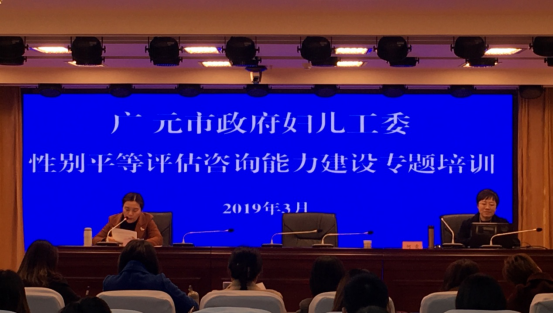 广元市政府妇儿工委
性别平等评估咨询能力建设专题培训
2019年3月